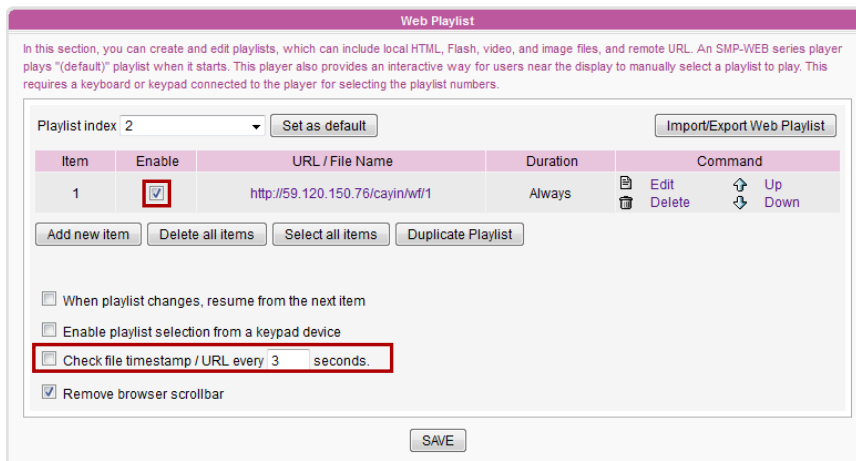 Web Playlist
In this section, you can create and edit playlists, which can include local HTML, Flash, video, and image files, and remote URL. An SMP-WEB series player
plays "(default)" playlist when it starts. This player also provides an interactive way for users near the display to manually select a playlist to play. This
requires a keyboard or keypad connected to the player for selecting the playlist numbers.
Playlist index 2 Set as default Import/Export Web Playlist
Item Enable URL / File Name Duration Command
1 http://59.120.150.76/cayin/wf/1 Always Edit Up
Delete Down
Add new item Delete all items Select all items Duplicate Playlist
When playlist changes, resume from the next item
Enable playlist selection from a keypad device
Check file timestamp / URL every 3 seconds.
Remove browser scrollbar
SAVE